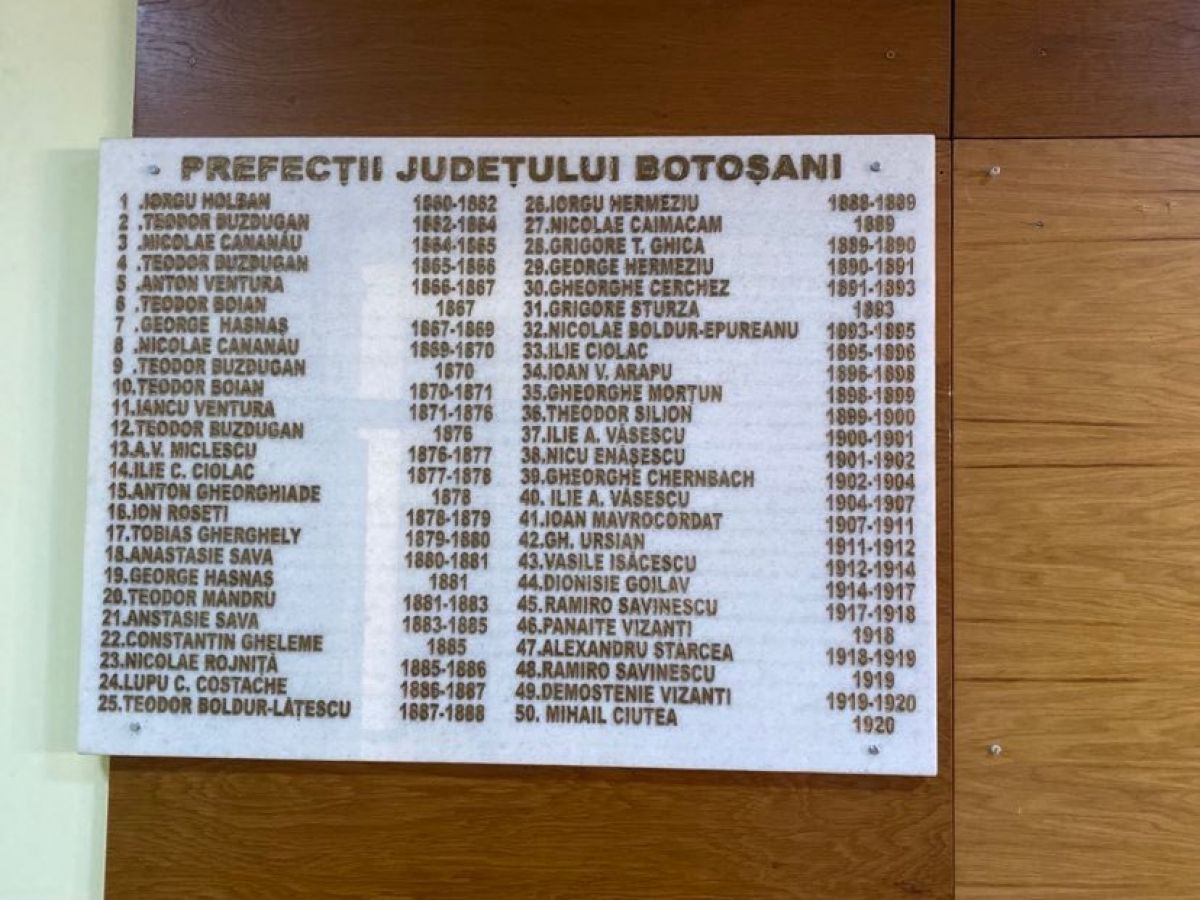 PREFECȚII JUDEȚULUI BOTOȘANI
1 .IORGU HOLBAN 1860-1862
2 .TEODOR BUZDUGAN 1862-1864
3 .NICOLAE CANANĂU 1864-1865
4 .TEODOR BUZDUGAN 1865-1866
5 .ANTON VENTURA 1866-1867
6 .TEODOR BOIAN 1867
7 .GEORGE HASNAȘ 1867-1869
8 .NICOLAE CANANĂU 1869-1870
9 .TEODOR BUZDUGAN 1870
10.TEODOR BOIAN 1870-1871
11.IANCU VENTURA 1871-1876
12.TEODOR BUZDUGAN 1876
13.A.V. MICLESCU 1876-1877
14.ILIE C. CIOLAC 1877-1878
15.ANTON GHEORGHIADE 1878
16.ION ROSETI 1878-1879
17.TOBIAS GHERGHELY 1879-1880
18.ANASTASIE SAVA 1880-1881
19.GEORGE HASNAȘ 1881
20.TEODOR MANDRU 1881-1883
21.ANSTASIE SAVA 1883-1885
22.CONSTANTIN GHELEME 1885
23.NICOLAE ROJNIȚĂ 1885-1886
24.LUPU C. COSTACHE 1886-1887
25.TEODOR BOLDUR-LĂȚESCU 1887-1888
26.IORGU HERMEZIU 1888-1889
27.NICOLAE CAIMACAM 1889
28.GRIGORE T. GHICA 1889-1890
29.GEORGE HERMEZIU 1890-1891
30.GHEORGHE CERCHEZ 1891-1893
31.GRIGORE STURZA 1893
32.NICOLAE BOLDUR-EPUREANU 1893-1895
33.ILIE CIOLAC 1895-1896
34.IOAN V. ARAPU 1896-1898
35.GHEORGHE MORȚUN 1898-1899
36.THEODOR SILION 1899-1900
37.ILIE A. VĂSESCU 1900-1901
38.NICU ENĂȘESCU 1901-1902
39.GHEORGHE CHERNBACH 1902-1904
40. ILIE A. VĂSESCU 1904-1907
41.IOAN MAVROCORDAT 1907-1911
42.GH. URSIAN 1911-1912
43.VASILE ISĂCESCU 1912-1914
44.DIONISIE GOILAV 1914-1917
45.RAMIRO SAVINESCU 1917-1918
46.PANAITE VIZANTI 1918
47.ALEXANDRU STARCEA 1918-1919
48.RAMIRO SAVINESCU 1919
49.DEMOSTENIE VIZANTI 1919-1920
50. MIHAIL CIUTEA 1920